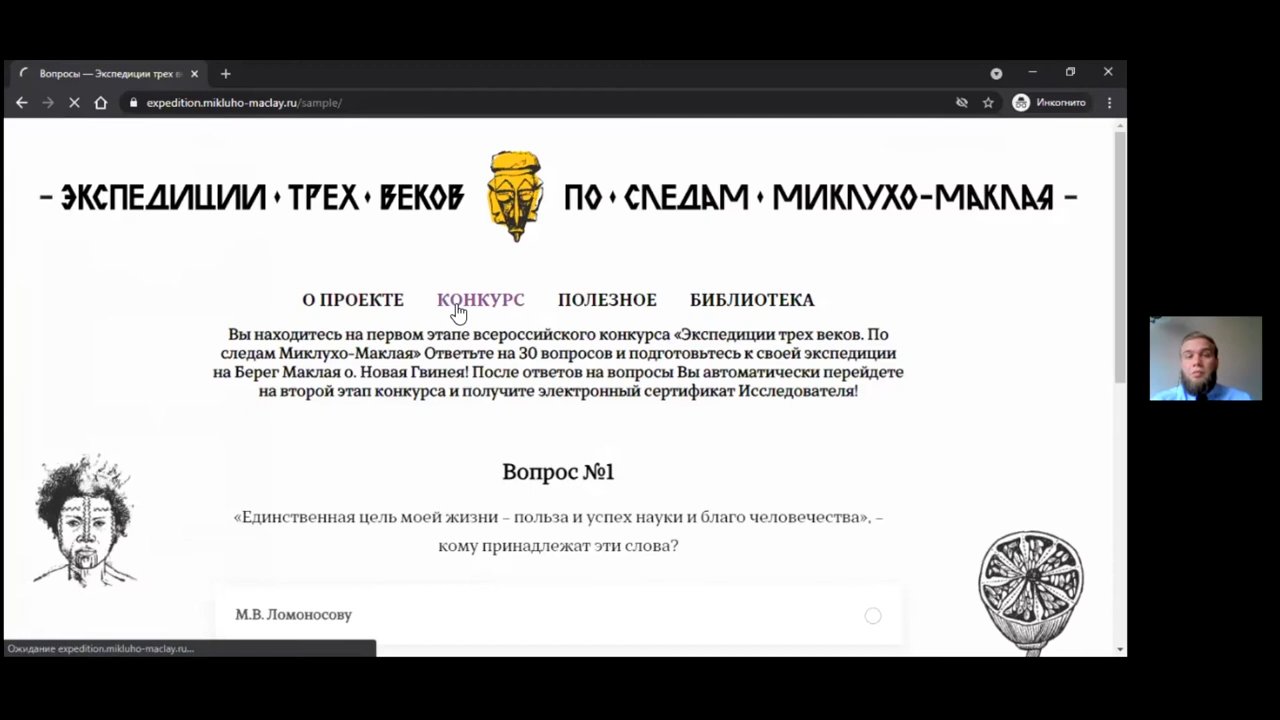 Вопросы — Экспедиции трех в
expedition.mikluho-maclay.ru/sample/
Инкогнито
– ЭКСПЕДИЦИИ · ТРЕХ · ВЕКОВ ПО · СЛЕДАМ · МИКЛУХО-МАКЛАЯ –
О ПРОЕКТЕ КОНКУРС ПОЛЕЗНОЕ БИБЛИОТЕКА
Вы находитесь на первом этапе всероссийского конкурса «Экспедиции трех веков. По
следам Миклухо-Маклая» Ответьте на 30 вопросов и подготовьтесь к своей экспедиции
на Берег Маклая о. Новая Гвинея! После ответов на вопросы Вы автоматически перейдете
на второй этап конкурса и получите электронный сертификат Исследователя!
Вопрос №1
«Единственная цель моей жизни – польза и успех науки и благо человечества», –
кому принадлежат эти слова?
М.В. Ломоносову
Ожидание expedition.mikluho-maclay.ru...